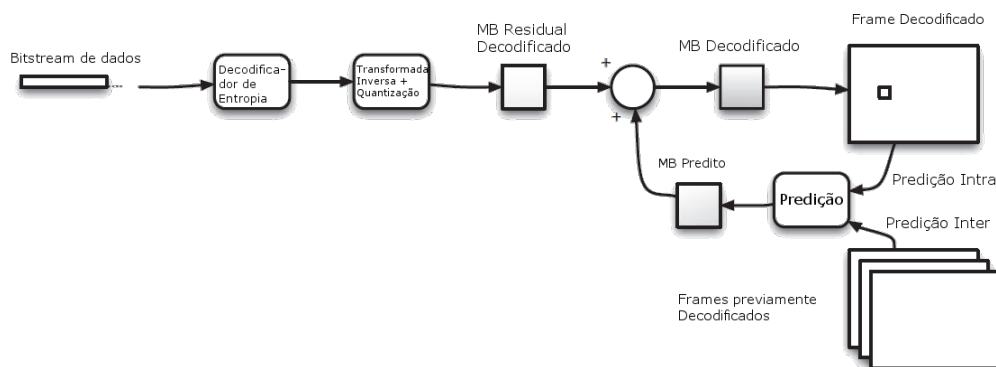 Bitstream de dados
...
Decodifica-
dor de
Entropia
Transformada
Inversa +
Quantização
MB Residual
Decodificado
+
+
MB Decodificado
Frame Decodificado
MB Predito
Predição
Predição Intra
Predição Inter
Frames previamente
Decodificados